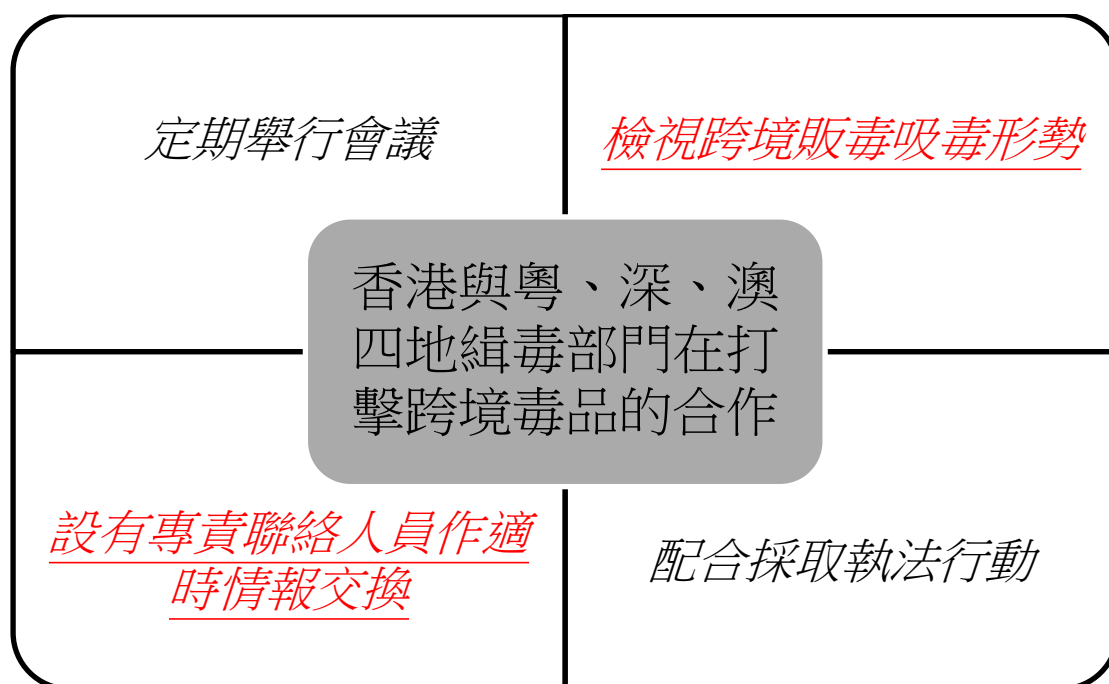 定期舉行會議
檢視跨境販毒吸毒形勢
香港與粵、深、澳
四地緝毒部門在打
擊跨境毒品的合作
設有專責聯絡人員作適
時情報交換
配合採取執法行動